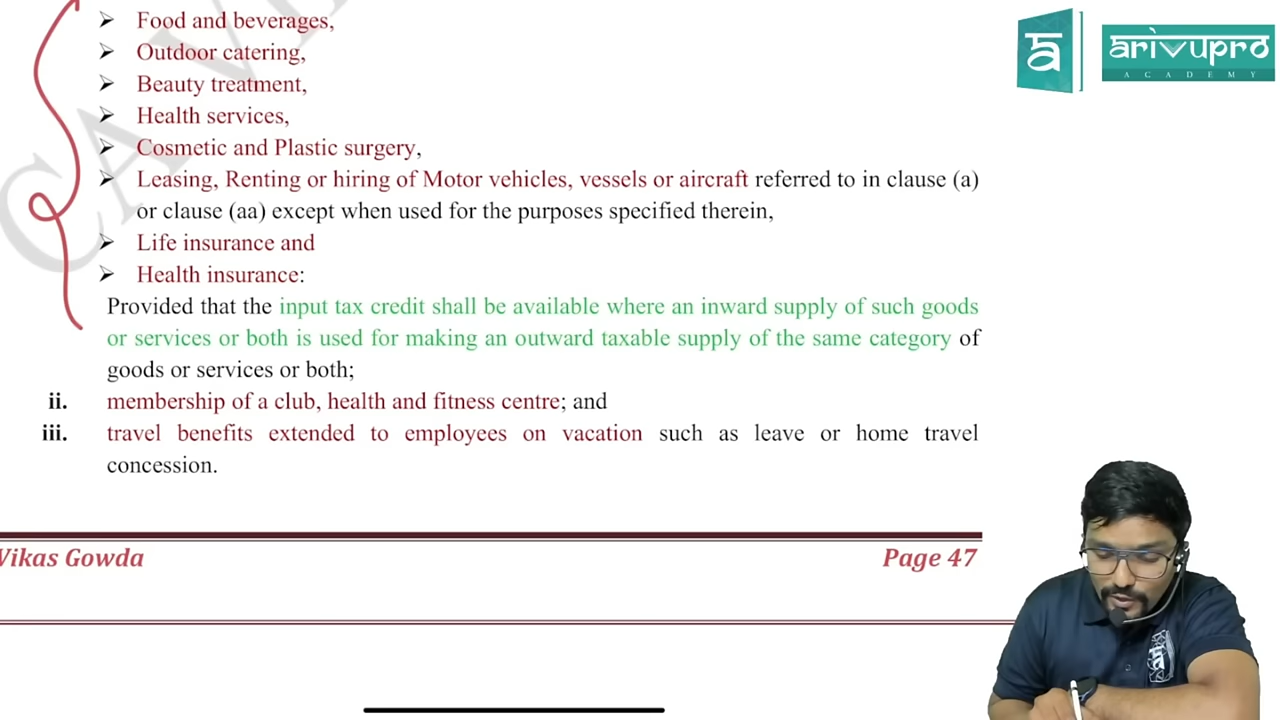 ➢ Food and beverages,
➢ Outdoor catering,
➢ Beauty treatment,
➢ Health services,
➢ Cosmetic and Plastic surgery,
➢ Leasing, Renting or hiring of Motor vehicles, vessels or aircraft referred to in clause (a)
or clause (aa) except when used for the purposes specified therein,
➢ Life insurance and
➢ Health insurance:
Provided that the input tax credit shall be available where an inward supply of such goods
or services or both is used for making an outward taxable supply of the same category of
goods or services or both;
ii. membership of a club, health and fitness centre; and
iii. travel benefits extended to employees on vacation such as leave or home travel
concession.
Vikas Gowda Page 47
arivupro
ACADEMY
CA VI